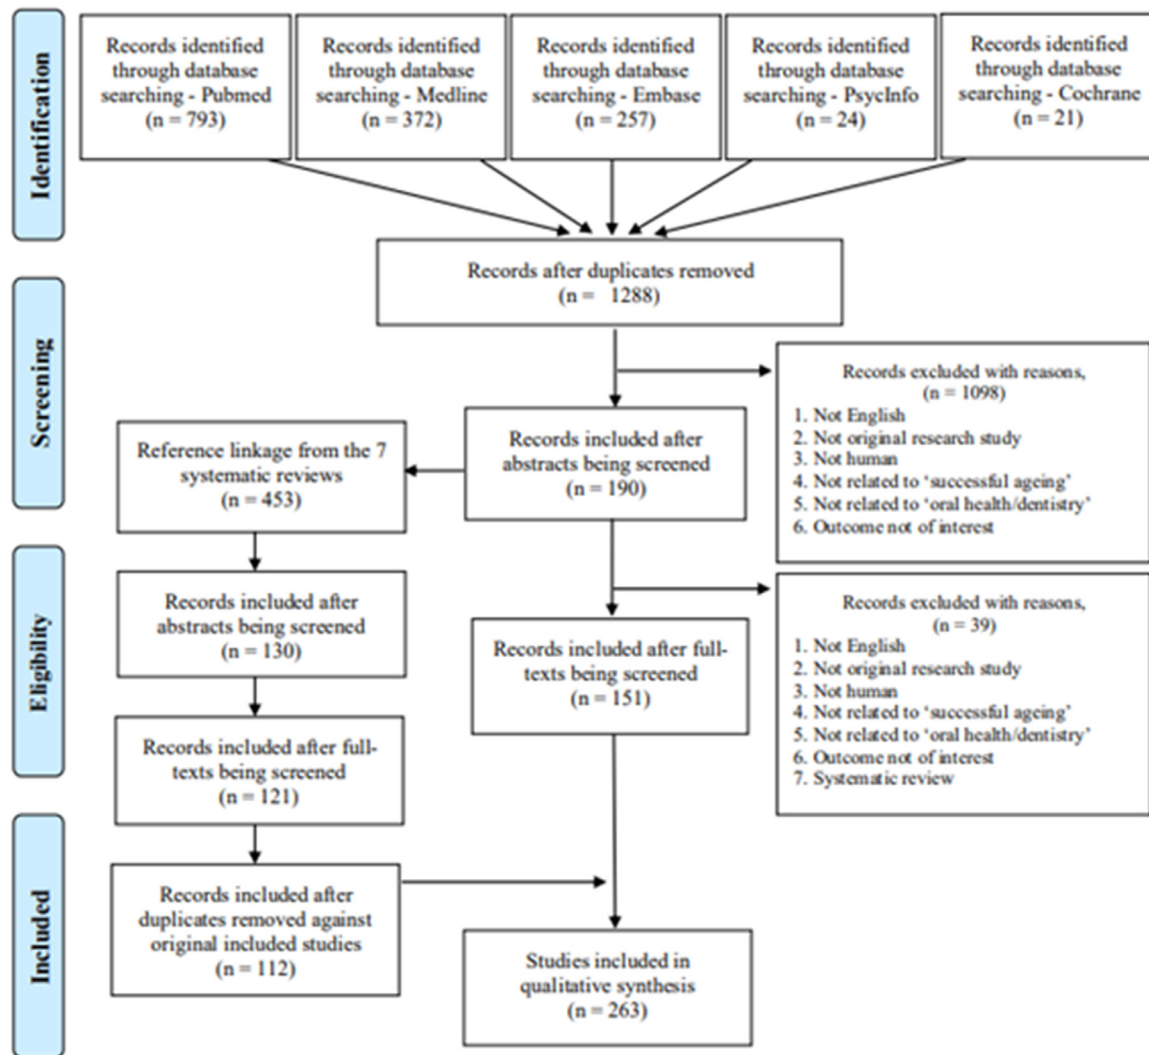 Identification
Records identified
through database
searching - Pubmed
(n = 793)
Records identified
through database
searching - Medline
(n = 372)
Records identified
through database
searching - Embase
(n = 257)
Records identified
through database
searching - PsycInfo
(n = 24)
Records identified
through database
searching - Cochrane
(n = 21)
Records after duplicates removed
(n = 1288)
Screening
Records excluded with reasons,
(n = 1098)
1. Not English
2. Not original research study
3. Not human
4. Not related to ‘successful ageing’
5. Not related to ‘oral health/dentistry’
6. Outcome not of interest
Records included after
abstracts being screened
(n = 190)
Reference linkage from the 7
systematic reviews
(n = 453)
Eligibility
Records included after
abstracts being screened
(n = 130)
Records excluded with reasons,
(n = 39)
1. Not English
2. Not original research study
3. Not human
4. Not related to ‘successful ageing’
5. Not related to ‘oral health/dentistry’
6. Outcome not of interest
7. Systematic review
Records included after full-
texts being screened
(n = 151)
Records included after full-
texts being screened
(n = 121)
Included
Records included after
duplicates removed against
original included studies
(n = 112)
Studies included in
qualitative synthesis
(n = 263)